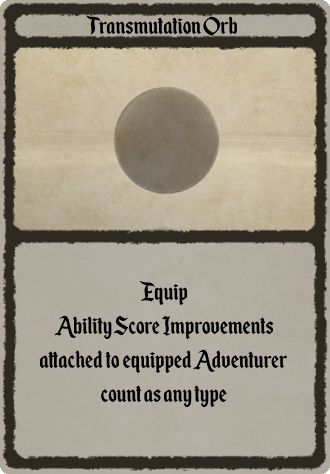 Transmutation Orb
Equip
Ability Score Improvements
attached to equipped Adventurer
count as any type